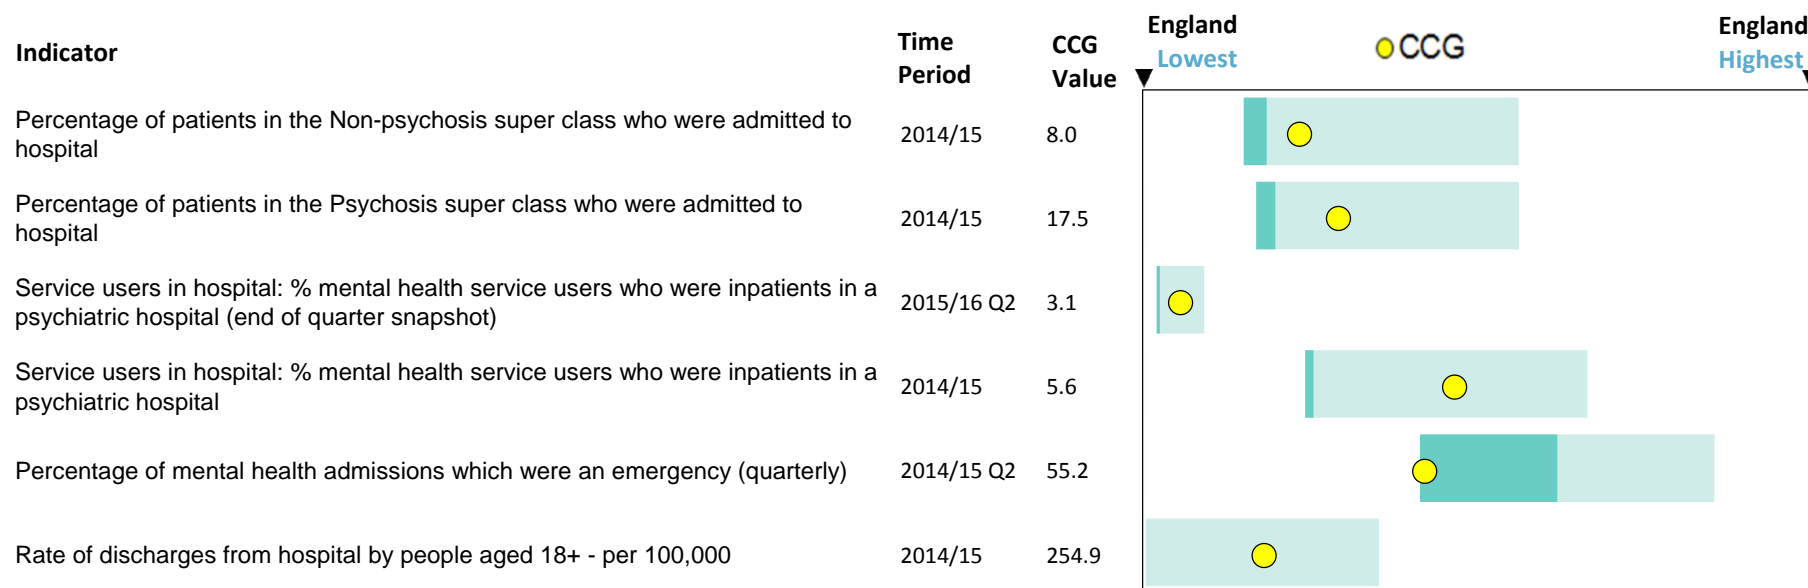 Indicator
Time
Period
CCG
Value
England
Lowest
CCG
England
Highest
Percentage of patients in the Non-psychosis super class who were admitted to
hospital
2014/15
8.0
Percentage of patients in the Psychosis super class who were admitted to
hospital
2014/15
17.5
Service users in hospital: % mental health service users who were inpatients in a
psychiatric hospital (end of quarter snapshot)
2015/16 Q2
3.1
Service users in hospital: % mental health service users who were inpatients in a
psychiatric hospital
2014/15
5.6
Percentage of mental health admissions which were an emergency (quarterly)
2014/15 Q2
55.2
Rate of discharges from hospital by people aged 18+ - per 100,000
2014/15
254.9